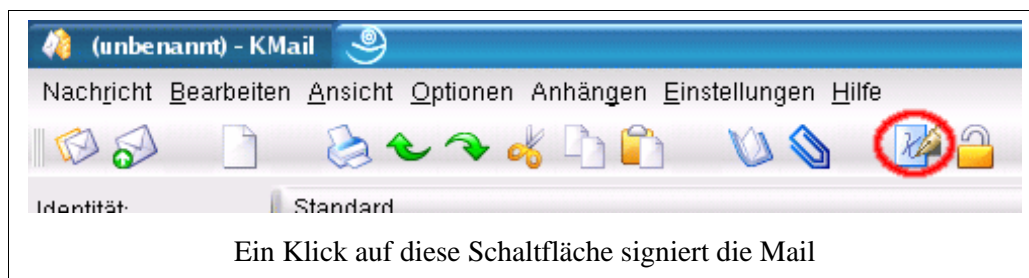 (unbenannt) - KMail
Nachricht Bearbeiten Ansicht Optionen Anhängen Einstellungen Hilfe
Identität: Standard
Ein Klick auf diese Schaltfläche signiert die Mail